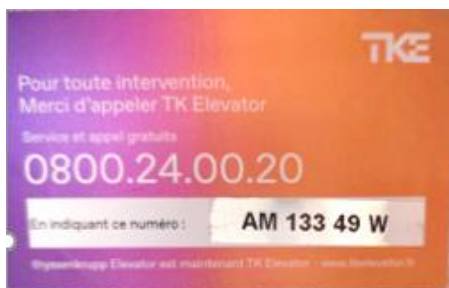 TKE
Pour toute intervention,
Merci d'appeler TK Elevator
Service et appel gratuits
0800.24.00.20
En indiquant ce numéro :
AM 133 49 W
thyssenkrupp Elevator est maintenant TK Elevator - www.tkelevator.fr